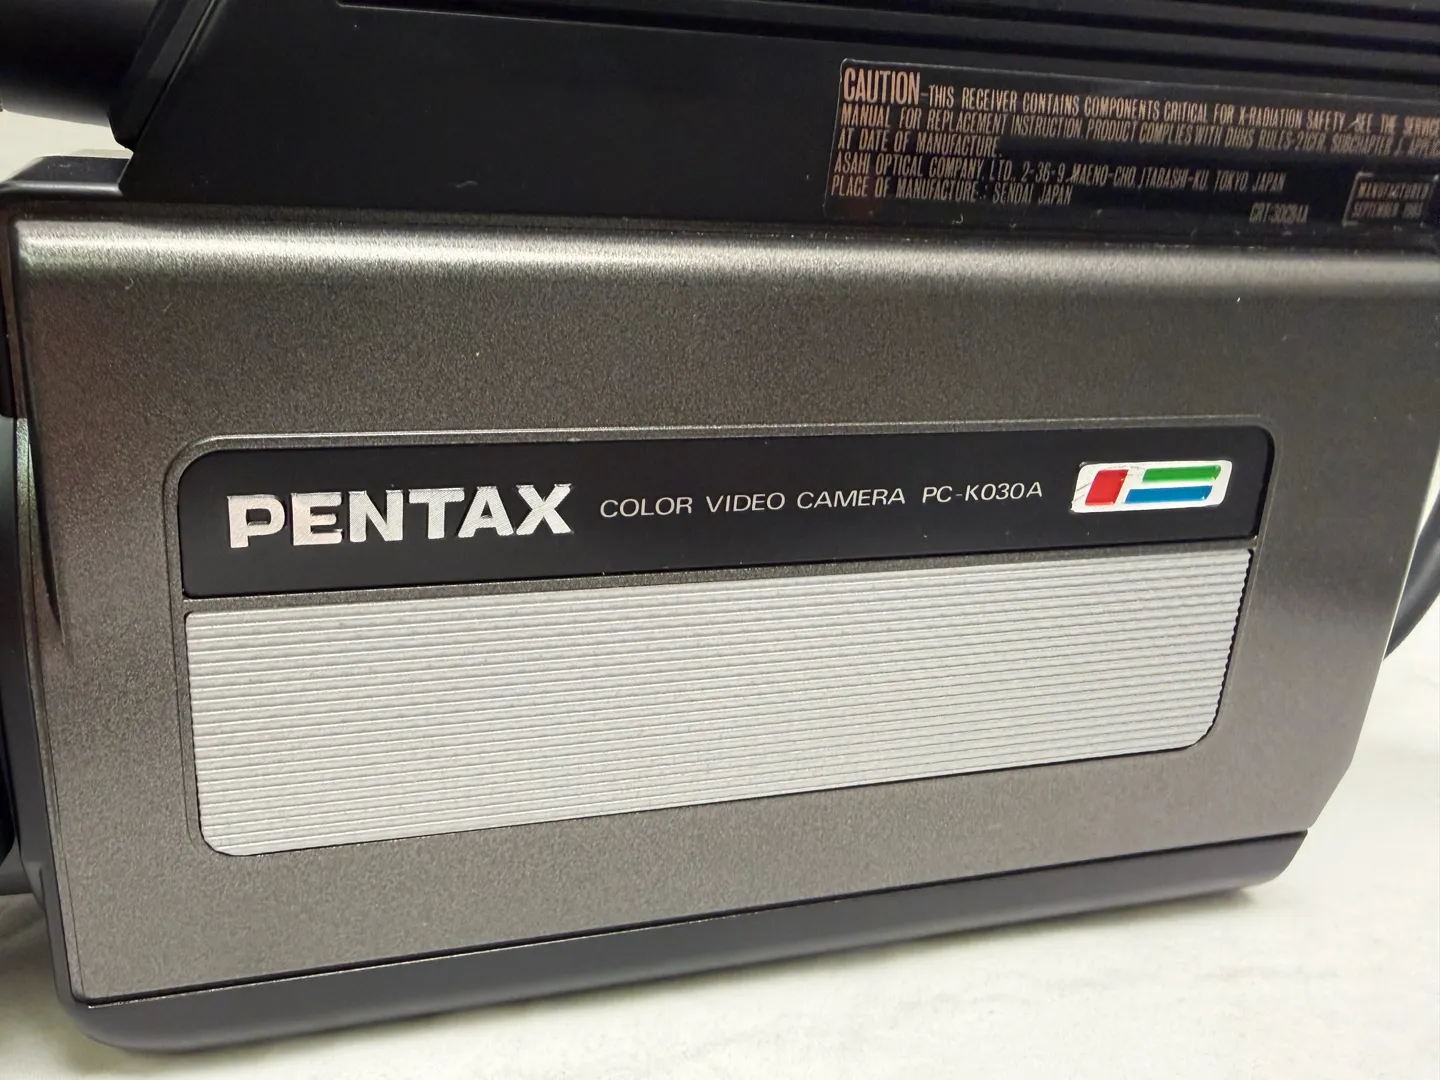 CAUTION-THIS RECEIVER CONTAINS COMPONENTS CRITICAL FOR X-RADIATION SAFETY. SEE THE SERVICE
MANUAL FOR REPLACEMENT INSTRUCTION PRODUCT COMPLIES WITH DHHS RULES-21CFR, SUBCHAPTER J. APPLIC
AT DATE OF MANUFACTURE.
ASAHI OPTICAL COMPANY, LTD. 2-36-9, MAENO-CHO, ITABASHI-KU, TOKYO, JAPAN
PLACE OF MANUFACTURE: SENDAI JAPAN
MANUFACTURED
SEPTEMBER
PENTAX COLOR VIDEO CAMERA PC-K030A